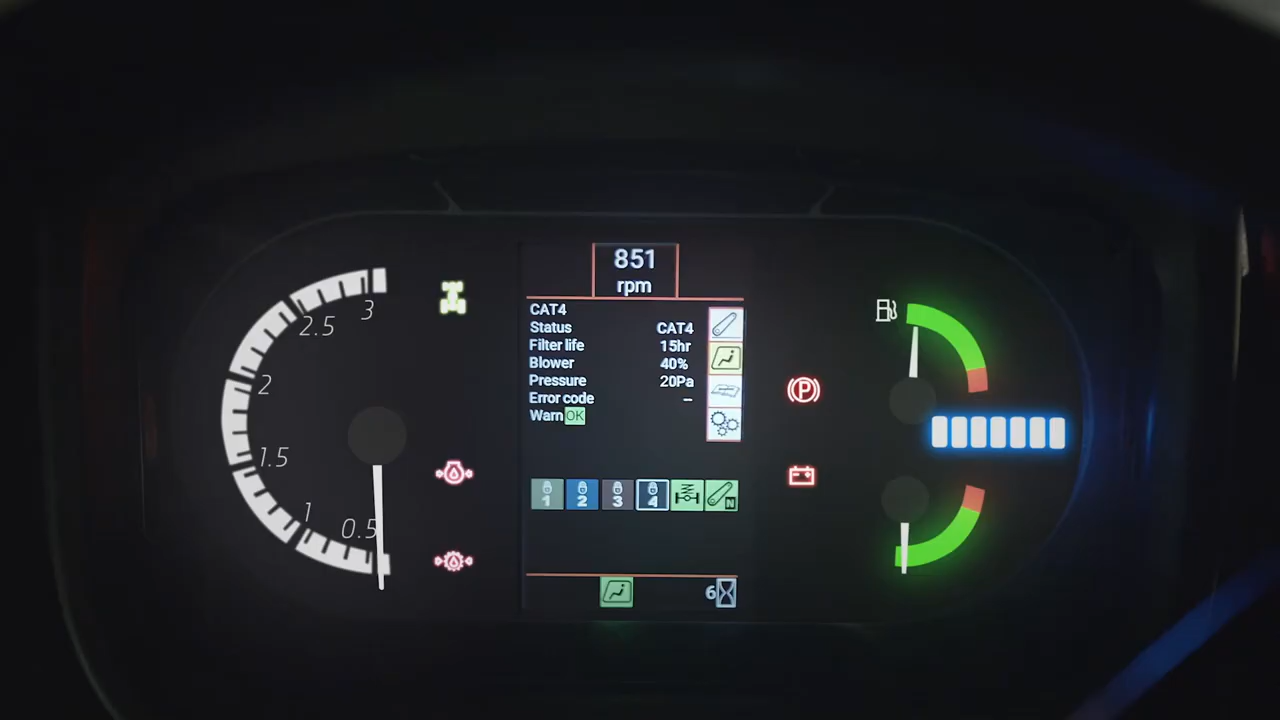 851
rpm
3
2.5
2
1.5
1
0.5
CAT4
Status CAT4
Filter life 15hr
Blower 40%
Pressure 20Pa
Error code --
Warn OK
P
1 2 3 4 N
6